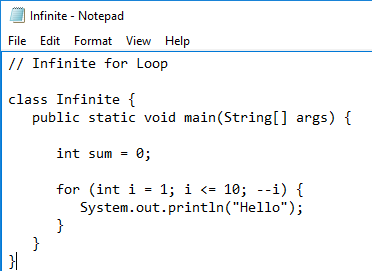 Infinite - Notepad
File Edit Format View Help
// Infinite for Loop

class Infinite {
   public static void main(String[] args) {

      int sum = 0;

      for (int i = 1; i <= 10; --i) {
         System.out.println("Hello");
      }
   }
}